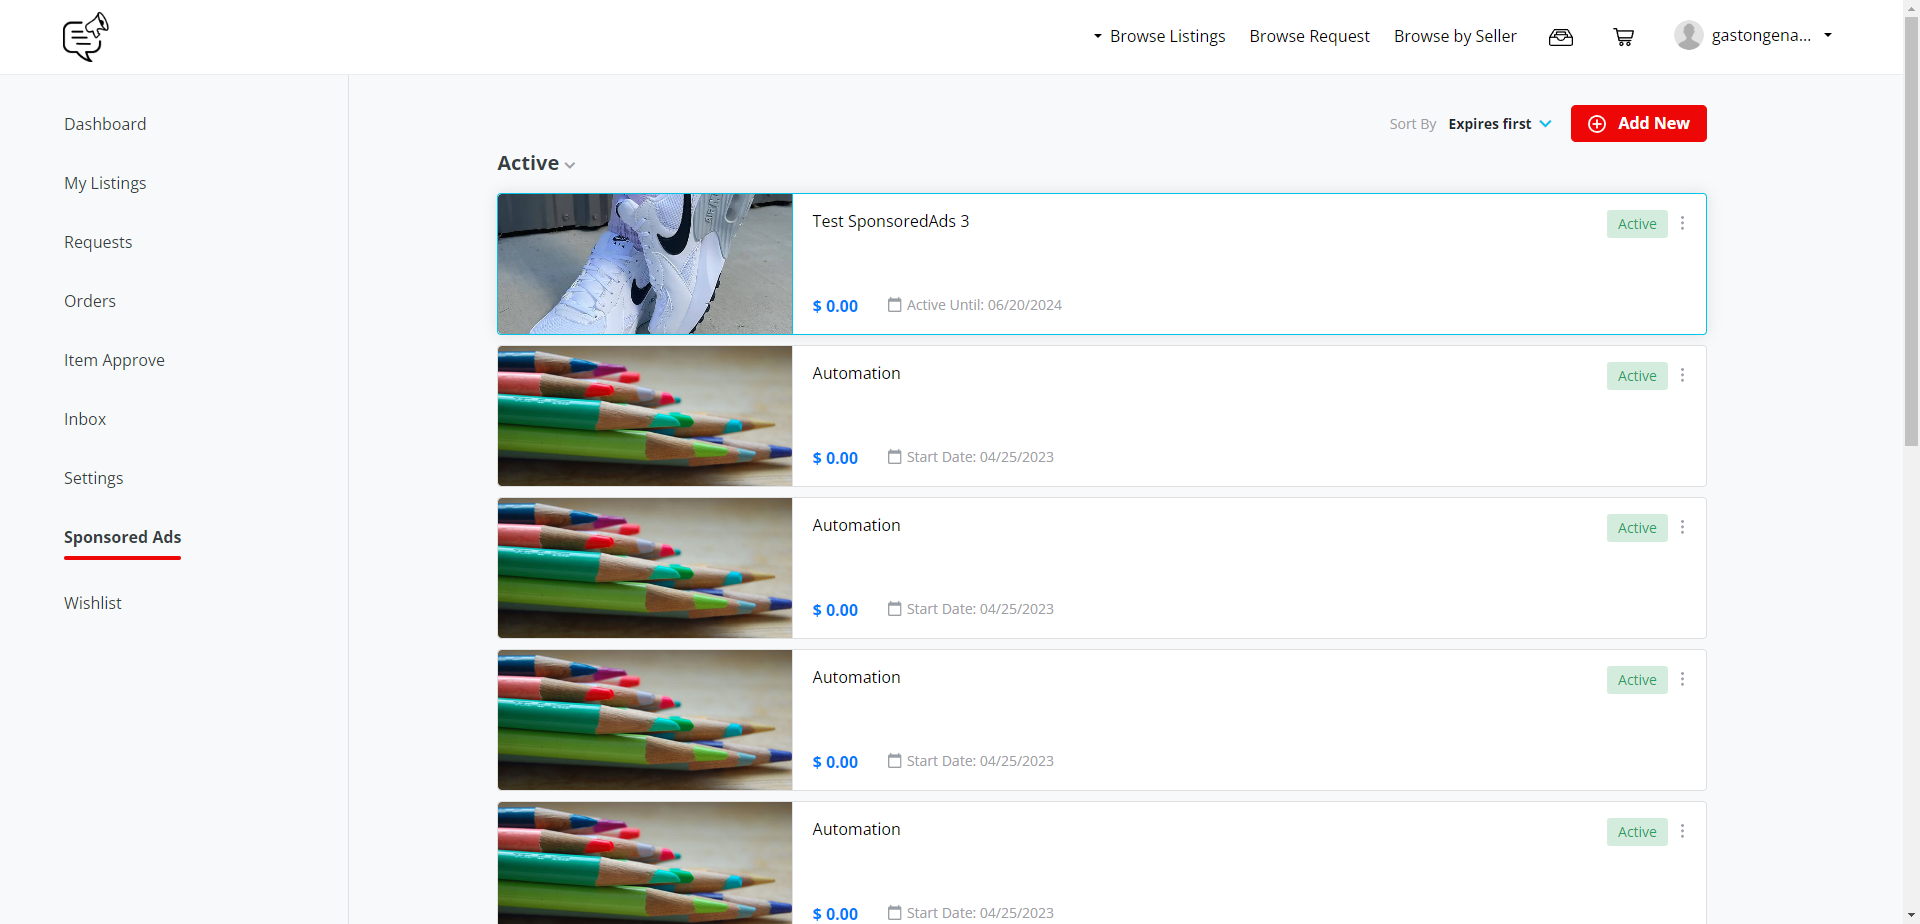 Browse Listings
Browse Request
Browse by Seller
gastongena...
Dashboard
My Listings
Requests
Orders
Item Approve
Inbox
Settings
Sponsored Ads
Wishlist
Sort By Expires first
Add New
Active
Test SponsoredAds 3
Active
$ 0.00
Active Until: 06/20/2024
Automation
Active
$ 0.00
Start Date: 04/25/2023
Automation
Active
$ 0.00
Start Date: 04/25/2023
Automation
Active
$ 0.00
Start Date: 04/25/2023
Automation
Active
$ 0.00
Start Date: 04/25/2023